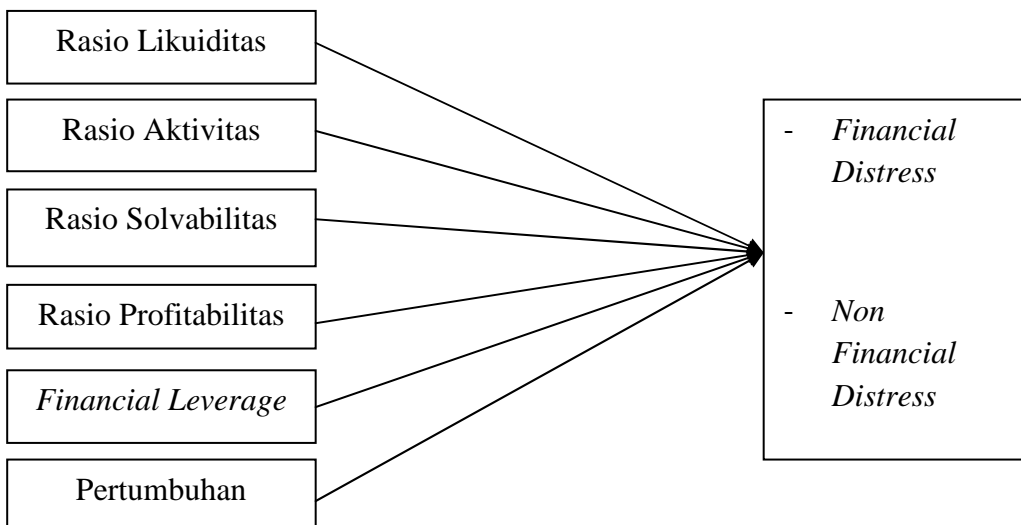 Rasio Likuiditas
Rasio Aktivitas
Rasio Solvabilitas
Rasio Profitabilitas
Financial Leverage
Pertumbuhan
- Financial
Distress
- Non
Financial
Distress